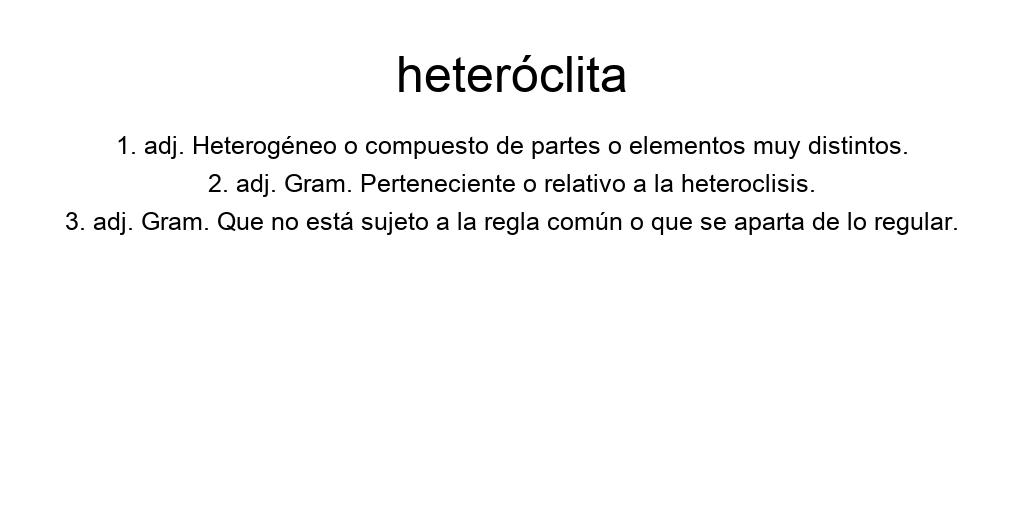 heteróclita
1. adj. Heterogéneo o compuesto de partes o elementos muy distintos.
2. adj. Gram. Perteneciente o relativo a la heteroclisis.
3. adj. Gram. Que no está sujeto a la regla común o que se aparta de lo regular.